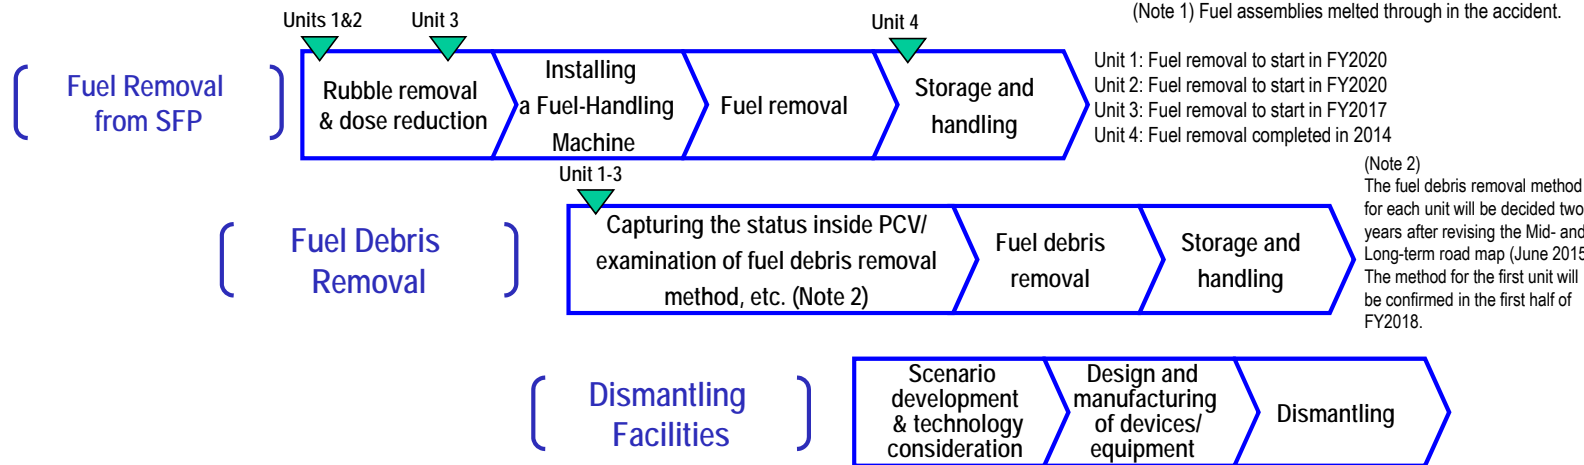 (Note 1) Fuel assemblies melted through in the accident.
Units 1&2
Unit 3
Unit 4
Fuel Removal
from SFP
Rubble removal
& dose reduction
Installing
a Fuel-Handling
Machine
Fuel removal
Storage and
handling
Unit 1: Fuel removal to start in FY2020
Unit 2: Fuel removal to start in FY2020
Unit 3: Fuel removal to start in FY2017
Unit 4: Fuel removal completed in 2014
Unit 1-3
Fuel Debris
Removal
Capturing the status inside PCV/
examination of fuel debris removal
method, etc. (Note 2)
Fuel debris
removal
Storage and
handling
(Note 2)
The fuel debris removal method
for each unit will be decided two
years after revising the Mid- and
Long-term road map (June 2015
The method for the first unit will
be confirmed in the first half of
FY2018.
Dismantling
Facilities
Scenario
development
& technology
consideration
Design and
manufacturing
of devices/
equipment
Dismantling